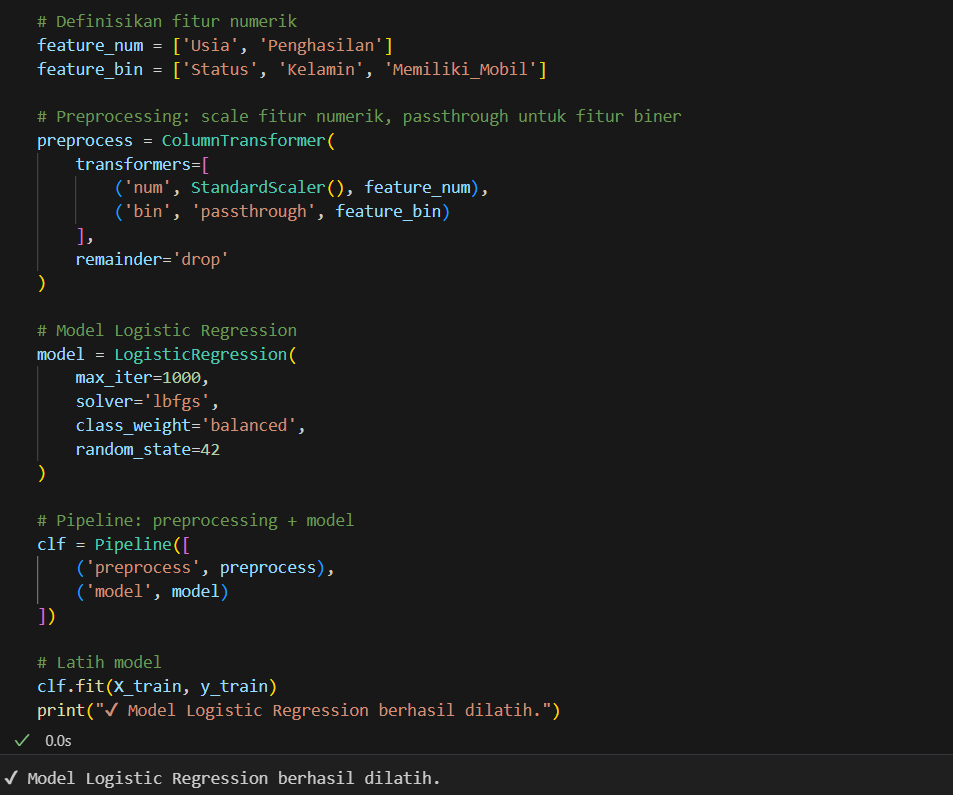 # Definisikan fitur numerik
feature_num = ['Usia', 'Penghasilan']
feature_bin = ['Status', 'Kelamin', 'Memiliki_Mobil']

# Preprocessing: scale fitur numerik, passthrough untuk fitur biner
preprocess = ColumnTransformer(
    transformers=[
        ('num', StandardScaler(), feature_num),
        ('bin', 'passthrough', feature_bin)
    ],
    remainder='drop'
)

# Model Logistic Regression
model = LogisticRegression(
    max_iter=1000,
    solver='lbfgs',
    class_weight='balanced',
    random_state=42
)

# Pipeline: preprocessing + model
clf = Pipeline([
    ('preprocess', preprocess),
    ('model', model)
])

# Latih model
clf.fit(X_train, y_train)
print("✓ Model Logistic Regression berhasil dilatih.")
✓ 0.0s
✓ Model Logistic Regression berhasil dilatih.